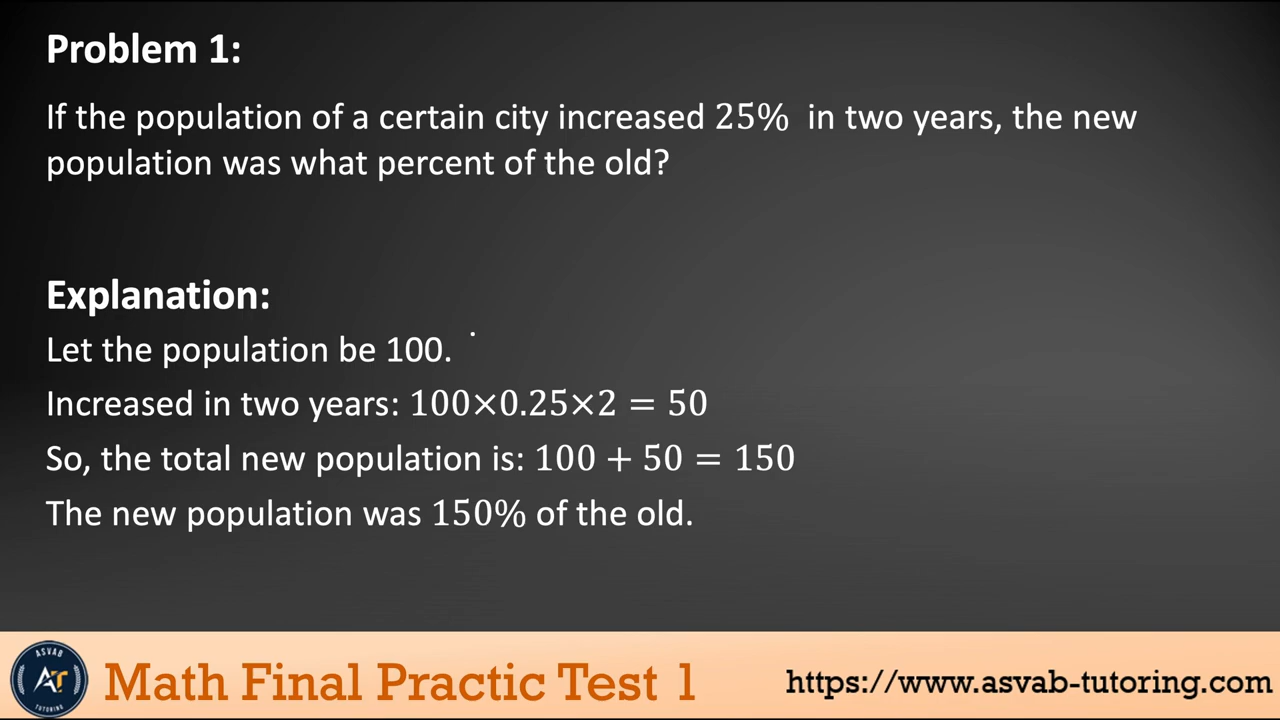 Problem 1:
If the population of a certain city increased 25% in two years, the new
population was what percent of the old?
Explanation:
Let the population be 100.
Increased in two years: 100×0.25×2 = 50
So, the total new population is: 100 + 50 = 150
The new population was 150% of the old.
ASVAB
AT
TUTORING
Math Final Practic Test 1
https://www.asvab-tutoring.com